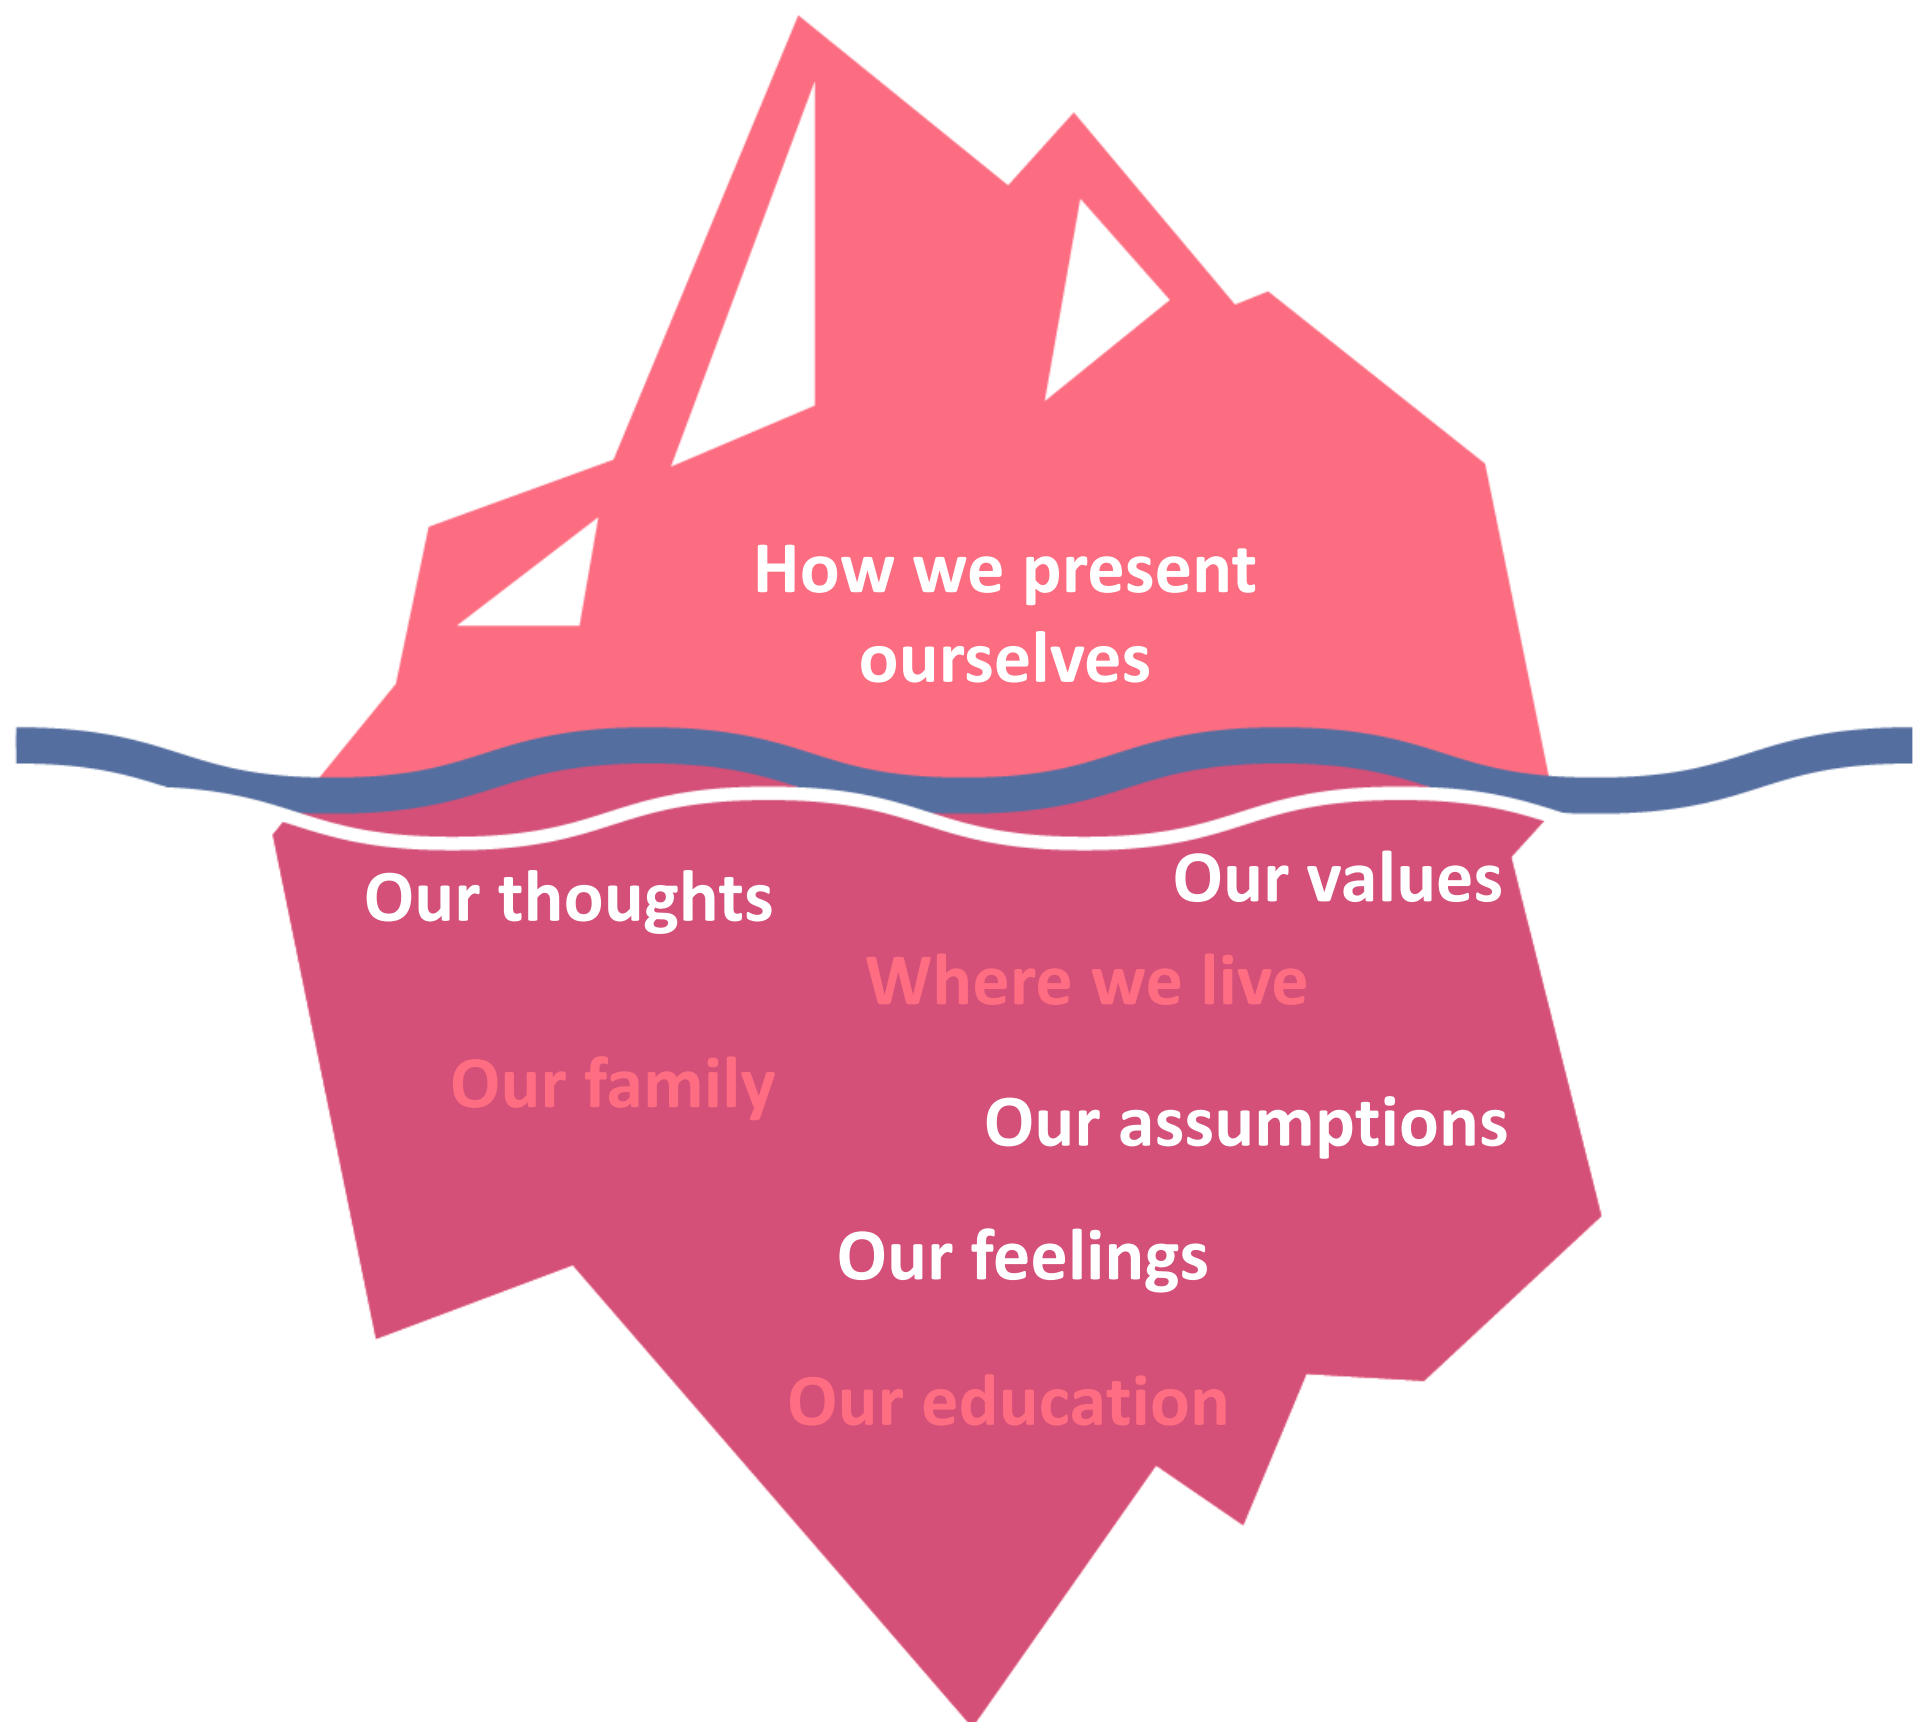 How we present
ourselves
Our thoughts
Our values
Where we live
Our family
Our assumptions
Our feelings
Our education